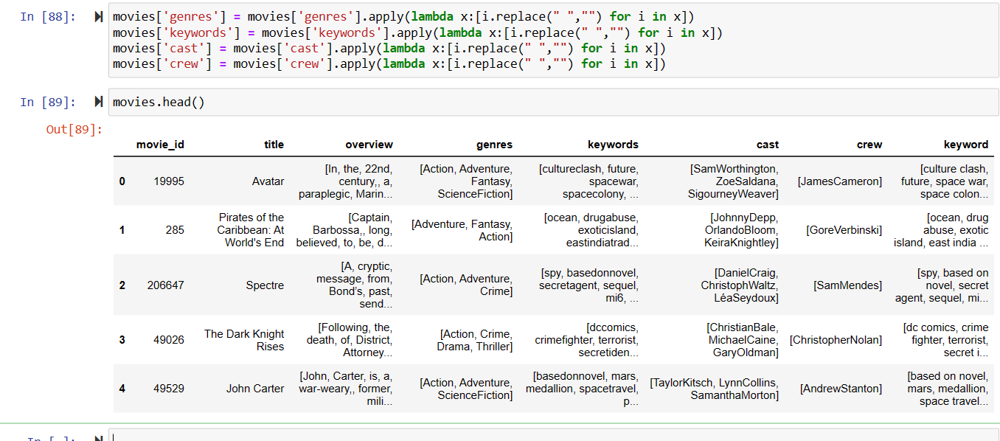 In [88]:
movies['genres'] = movies['genres'].apply(lambda x:[i.replace(" ","") for i in x])
movies['keywords'] = movies['keywords'].apply(lambda x:[i.replace(" ","") for i in x])
movies['cast'] = movies['cast'].apply(lambda x:[i.replace(" ","") for i in x])
movies['crew'] = movies['crew'].apply(lambda x:[i.replace(" ","") for i in x])
In [89]:
movies.head()
Out[89]:
movie_id title overview genres keywords cast crew keyword
0
19995
Avatar
[In, the, 22nd,
century,, a,
paraplegic, Marin...
[Action, Adventure,
Fantasy,
ScienceFiction]
[cultureclash, future,
spacewar,
spacecolony, ...
[SamWorthington,
ZoeSaldana,
SigourneyWeaver]
[JamesCameron]
[culture clash,
future, space war,
space colon...
1
285
Pirates of the
Caribbean: At
World's End
[Captain,
Barbossa,, long,
believed, to, be, d...
[Adventure, Fantasy,
Action]
[ocean, drugabuse,
exoticisland,
eastindiatrad...
[JohnnyDepp,
OrlandoBloom,
KeiraKnightley]
[GoreVerbinski]
[ocean, drug
abuse, exotic
island, east india ...
2
206647
Spectre
[A, cryptic,
message, from,
Bond’s, past,
send...
[Action, Adventure,
Crime]
[spy, basedonnovel,
secretagent, sequel,
mi6, ...
[DanielCraig,
ChristophWaltz,
LéaSeydoux]
[SamMendes]
[spy, based on
novel, secret
agent, sequel, mi...
3
49026
The Dark Knight
Rises
[Following, the,
death, of, District,
Attorney...
[Action, Crime,
Drama, Thriller]
[dccomics,
crimefighter, terrorist,
secretiden...
[ChristianBale,
MichaelCaine,
GaryOldman]
[ChristopherNolan]
[dc comics, crime
fighter, terrorist,
secret i...
4
49529
John Carter
[John, Carter, is, a,
war-weary,, former,
mili...
[Action, Adventure,
ScienceFiction]
[basedonnovel, mars,
medallion, spacetravel,
p...
[TaylorKitsch, LynnCollins,
SamanthaMorton]
[AndrewStanton]
[based on novel,
mars, medallion,
space travel...
In [ ]: